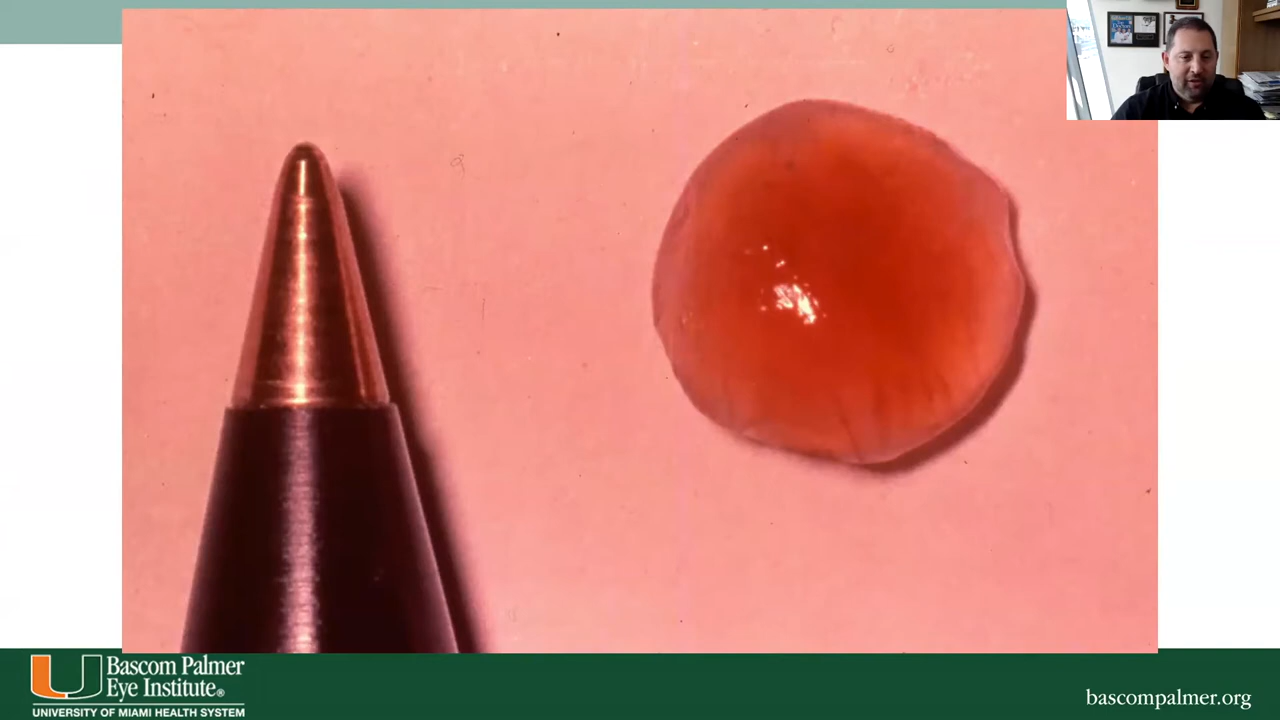 Bascom Palmer
Eye Institute®
UNIVERSITY OF MIAMI HEALTH SYSTEM
bascompalmer.org